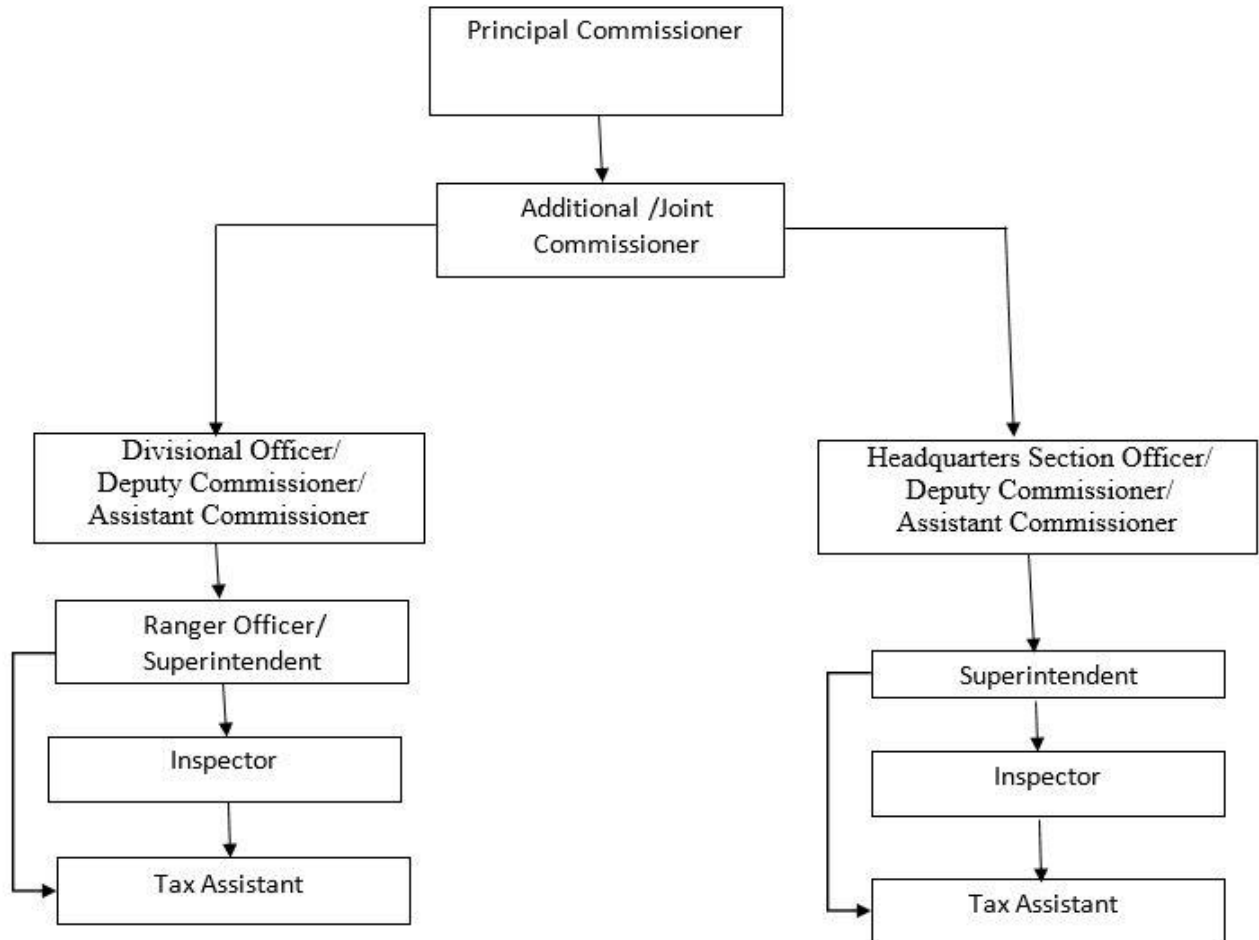 Principal Commissioner
Additional /Joint
Commissioner
Divisional Officer/
Deputy Commissioner/
Assistant Commissioner
Headquarters Section Officer/
Deputy Commissioner/
Assistant Commissioner
Ranger Officer/
Superintendent
Superintendent
Inspector
Inspector
Tax Assistant
Tax Assistant